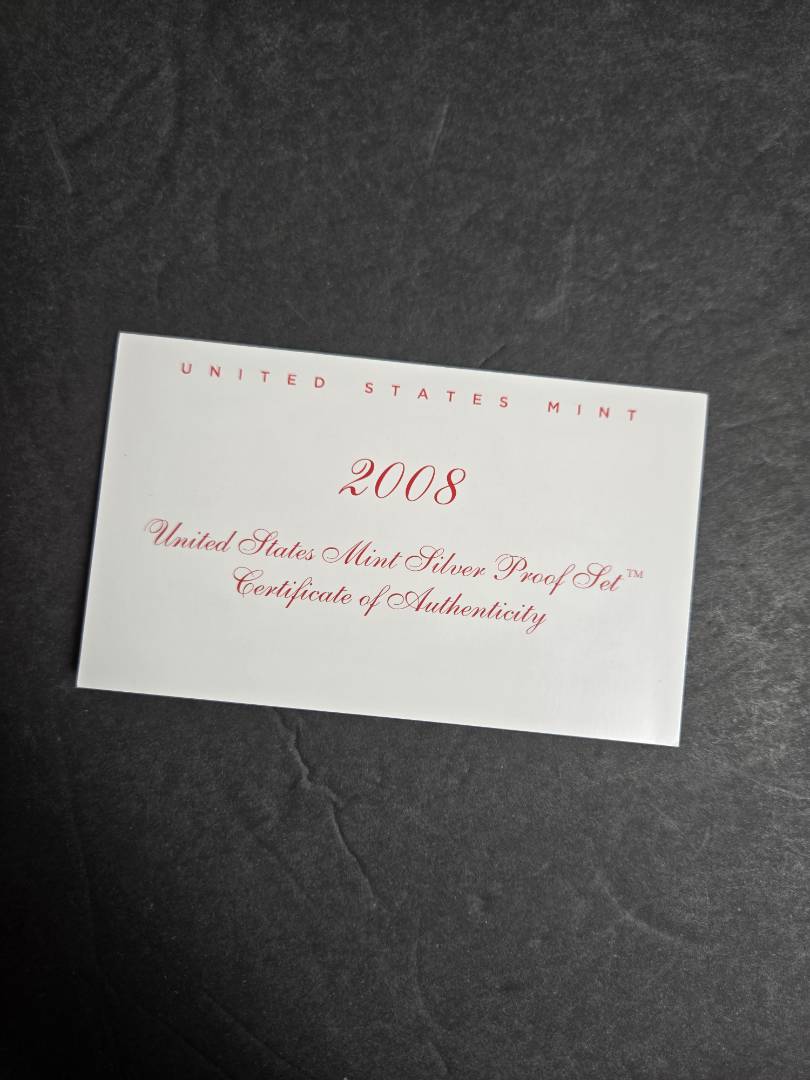 UNITED STATES MINT
2008
United States Mint Silver Proof Set™
Certificate of Authenticity